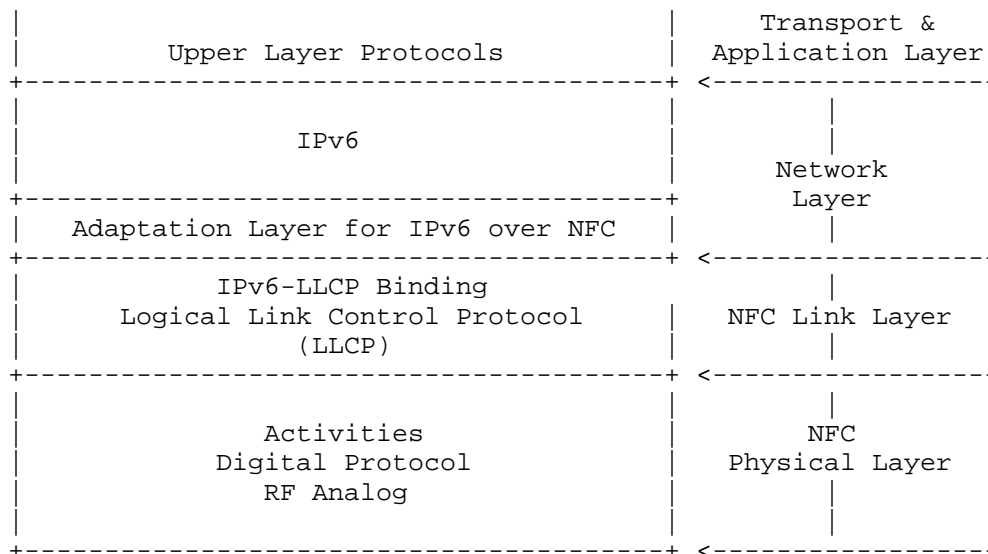 Transport &
Upper Layer Protocols Application Layer
IPv6
Network
Layer
Adaptation Layer for IPv6 over NFC
IPv6-LLCP Binding
Logical Link Control Protocol NFC Link Layer
(LLCP)
Activities NFC
Digital Protocol Physical Layer
RF Analog